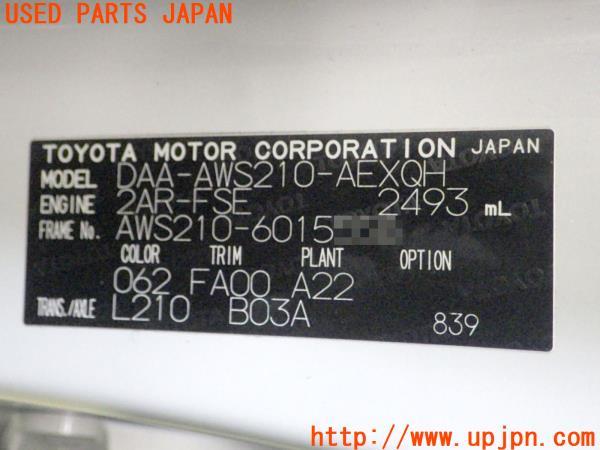 USED PARTS JAPAN
TOYOTA MOTOR CORPORATION JAPAN
MODEL DAA-AWS210-AEXQH
ENGINE 2AR-FSE 2493 mL
FRAME No. AWS210-6015
COLOR TRIM PLANT OPTION
062 FA00 A22
TRANS./AXLE L210 B03A
839
http://www.upjpn.com/